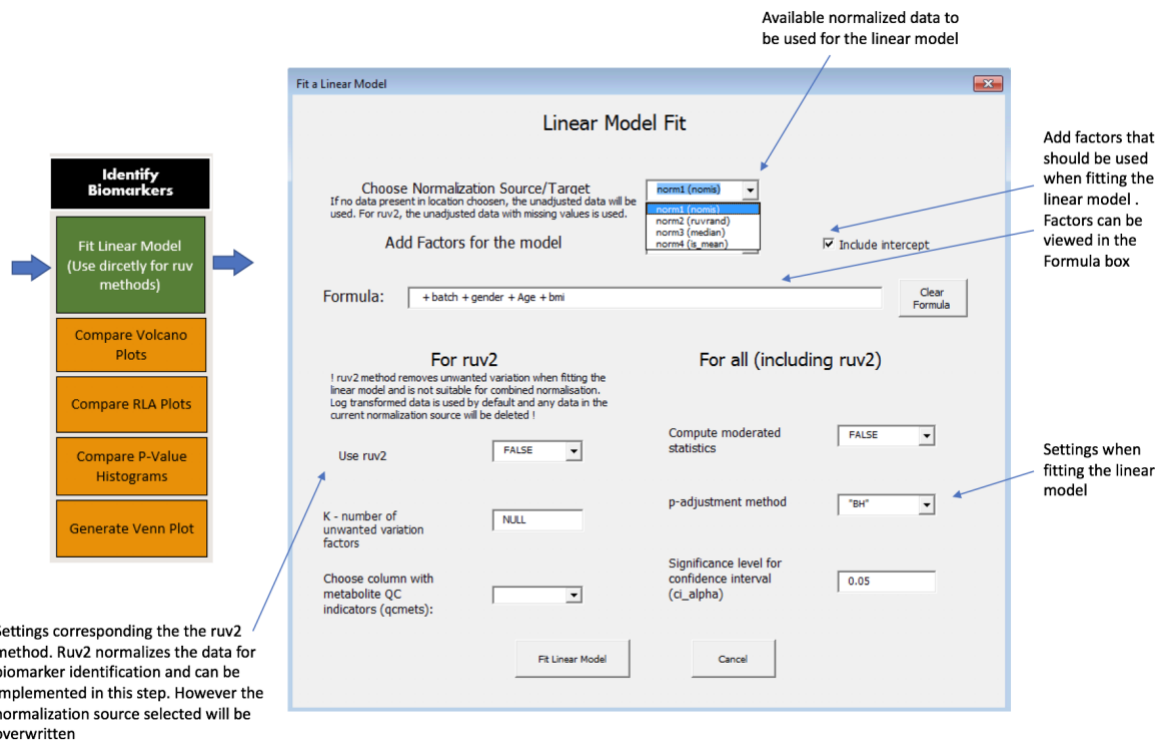 Available normalized data to
be used for the linear model
Fit a Linear Model
Linear Model Fit
Identify
Biomarkers
Fit Linear Model
(Use dircetly for ruv
methods)
Compare Volcano
Plots
Compare RLA Plots
Compare P-Value
Histograms
Generate Venn Plot
Choose Normalization Source/Target
If no data present in location choosen, the unadjusted data will be
used. For ruv2, the unadjusted data with missing values is used.
norm1 (nomis)
norm1 (nomis)
norm2 (ruvrand)
norm3 (median)
norm4 (is_mean)
Add Factors for the model
Include intercept
Add factors that
should be used
when fitting the
linear model .
Factors can be
viewed in the
Formula box
Formula:
+ batch + gender + Age + bmi
Clear
Formula
For ruv2
! ruv2 method removes unwanted variation when fitting the
linear model and is not suitable for combined normalisation.
Log transformed data is used by default and any data in the
current normalization source will be deleted !
Use ruv2
FALSE
K - number of
unwanted variation
factors
NULL
Choose column with
metabolite QC
indicators (qcmets):
For all (including ruv2)
Compute moderated
statistics
FALSE
p-adjustment method
"BH"
Significance level for
confidence interval
(ci_alpha)
0.05
Settings when
fitting the linear
model
Fit Linear Model
Cancel
Settings corresponding the the ruv2
method. Ruv2 normalizes the data for
biomarker identification and can be
implemented in this step. However the
normalization source selected will be
overwritten